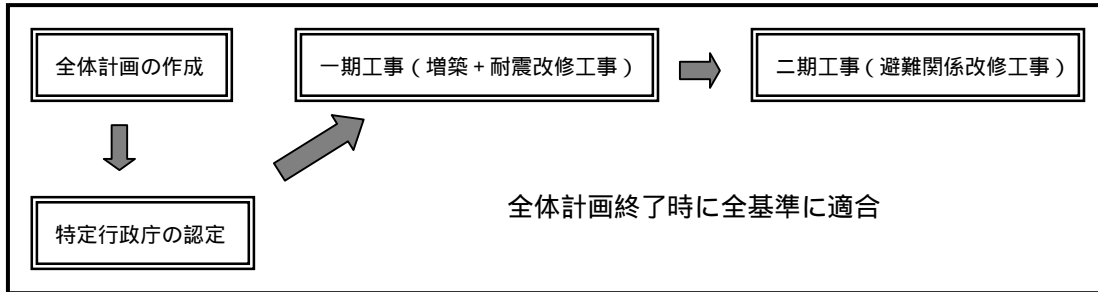 全体計画の作成
一期工事（増築＋耐震改修工事）
二期工事（避難関係改修工事）
特定行政庁の認定
全体計画終了時に全基準に適合